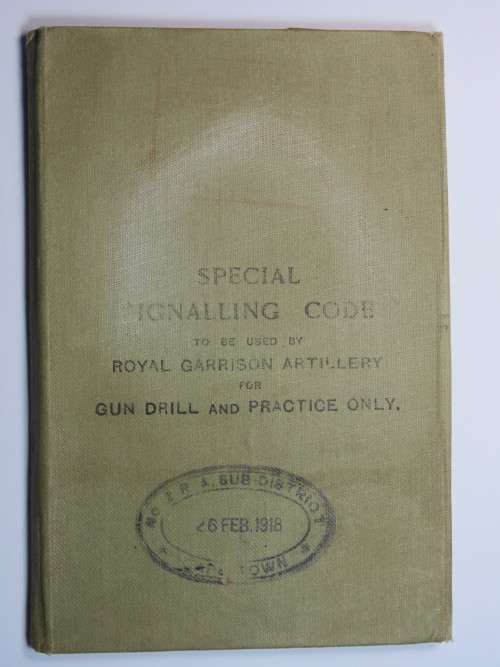 SPECIAL
SIGNALLING CODE
TO BE USED BY
ROYAL GARRISON ARTILLERY
FOR
GUN DRILL AND PRACTICE ONLY.
R. A. SUB-DISTRICT
26 FEB. 1918
TOWN